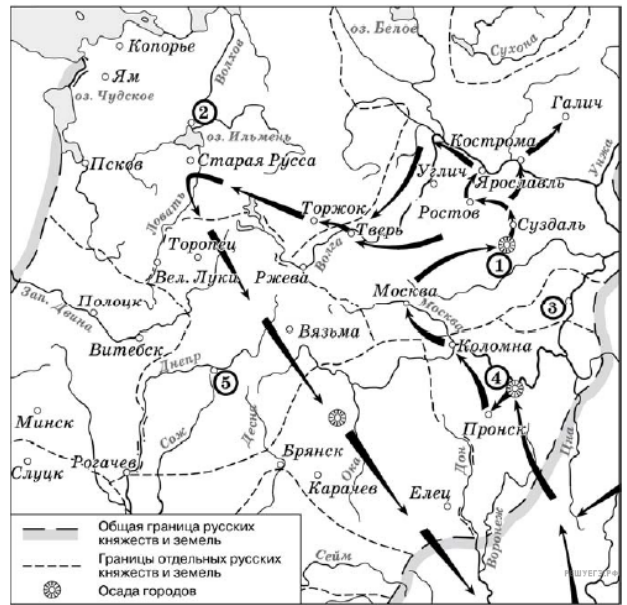 Копорье
оз. Белое
Сухона
Ям
Волхов
оз. Чудское
Галич
2
оз. Ильмень
Кострома
Унжа
Псков
Старая Русса
Углич
Ярославль
Ловать
Торжок
Ростов
Суздаль
Торопец
Тверь
Волга
Вел. Луки
Ржева
1
Зап. Двина
Полоцк
Москва
Москва
3
Витебск
Вязьма
Коломна
Днепр
4
5
Минск
Сож
Десна
Пронск
Цна
Слуцк
Рогачев
Брянск
Ока
Дон
Карачев
Елец
Воронеж
Сейм
Общая граница русских
княжеств и земель
Границы отдельных русских
княжеств и земель
Осада городов
РЕШУЕГЭ.РФ